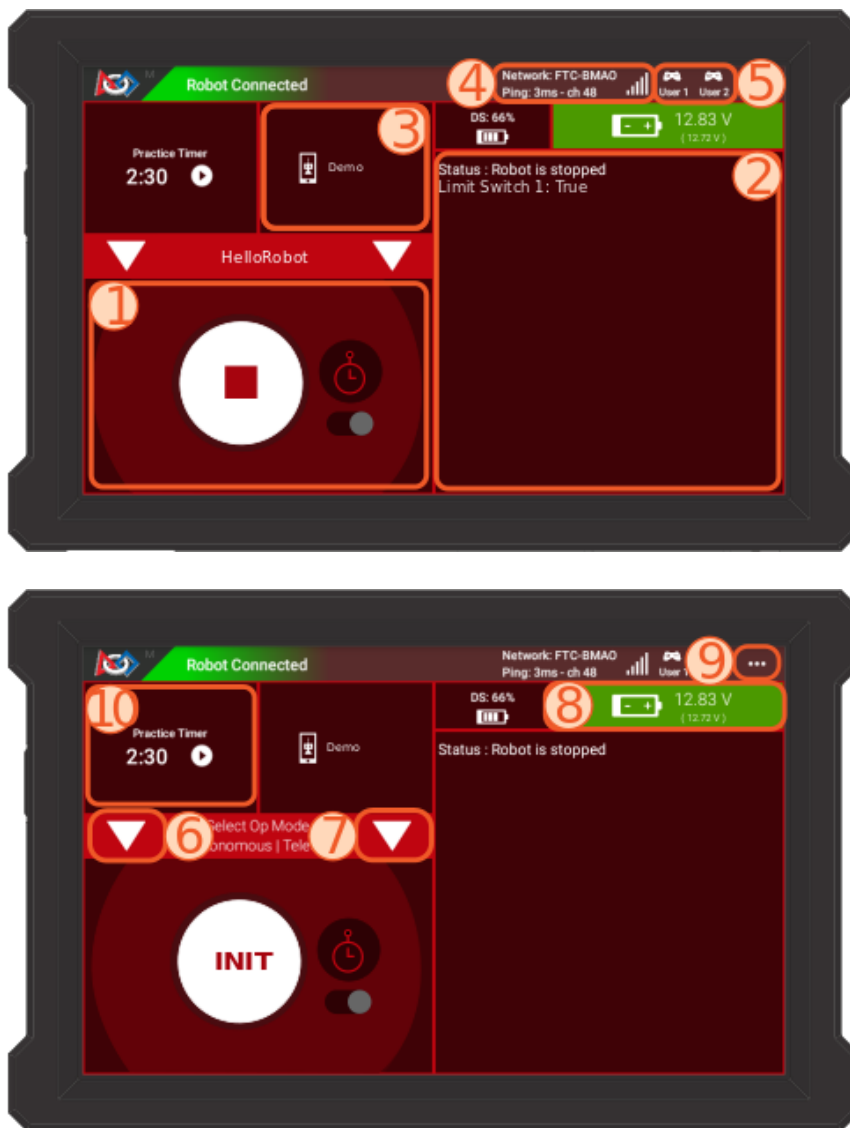 M
Robot Connected
4
Network: FTC-BMAO
Ping: 3ms - ch 48
User 1
User 2
5
Practice Timer
2:30
3
Demo
DS: 66%
12.83 V
( 12.72 V )
HelloRobot
Status : Robot is stopped
Limit Switch 1: True
2
1
M
Robot Connected
Network: FTC-BMAO
Ping: 3ms - ch 48
User 1
9
10
Practice Timer
2:30
Demo
DS: 66%
8
12.83 V
( 12.72 V )
6
Select Op Mode
onomous | Tele
7
Status : Robot is stopped
INIT